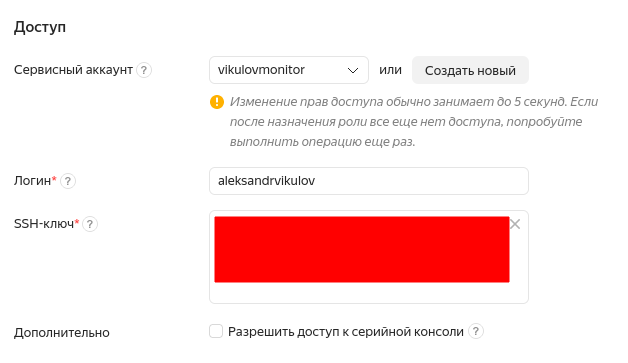 Доступ
Сервисный аккаунт ?
vikulovmonitor или Создать новый
Изменение прав доступа обычно занимает до 5 секунд. Если
после назначения роли все еще нет доступа, попробуйте
выполнить операцию еще раз.
Логин* ? aleksandrvikulov
SSH-ключ* ?
Дополнительно Разрешить доступ к серийной консоли ?